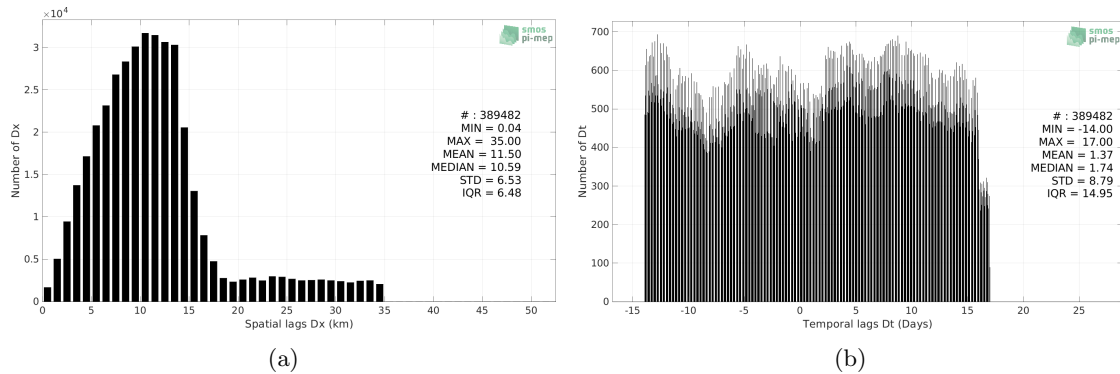 ×10⁴
3
2.5
2
1.5
1
0.5
0
Number of Dx
0 5 10 15 20 25 30 35 40 45 50
Spatial lags Dx (km)
smos
pi-mep
# : 389482
MIN = 0.04
MAX = 35.00
MEAN = 11.50
MEDIAN = 10.59
STD = 6.53
IQR = 6.48
(a)
700
600
500
400
300
200
100
0
Number of Dt
-15 -10 -5 0 5 10 15 20 25
Temporal lags Dt (Days)
smos
pi-mep
# : 389482
MIN = -14.00
MAX = 17.00
MEAN = 1.37
MEDIAN = 1.74
STD = 8.79
IQR = 14.95
(b)